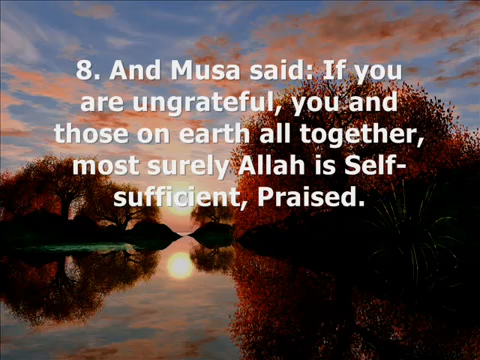 8. And Musa said: If you
are ungrateful, you and
those on earth all together,
most surely Allah is Self-
sufficient, Praised.